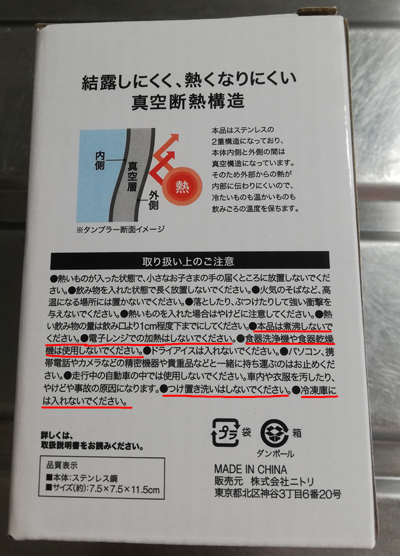 結露しにくく、熱くなりにくい
真空断熱構造
内側
真空層
外側
熱
※タンブラー断面イメージ
本品はステンレスの
2重構造になっており、
本体内側と外側の間は
真空構造になっています。
そのため外部からの熱が
内部に伝わりにくいので、
冷たいものも温かいものも
飲みごろの温度を保ちます。
取り扱い上のご注意
●熱いものが入った状態で、小さなお子さまの手の届くところに放置しないでくだ
さい。●飲み物を入れた状態で長く放置しないでください。●火気のそばなど、高
温になる場所には置かないでください。●落としたり、ぶつけたりして強い衝撃を
与えないでください。●熱いものを入れた場合はやけどに注意してください。●熱
い飲み物の量は飲み口より1cm程度下までにしてください。●本品は煮沸しないで
ください。●電子レンジでの加熱はしないでください。●食器洗浄機や食器乾燥
機は使用しないでください。●ドライアイスは入れないでください。●パソコン、携
帯電話やカメラなどの精密機器や貴重品などと一緒に持ち運ぶのはお止めくだ
さい。●走行中の自動車の中では使用しないでください。車内や衣服を汚したり、
やけどや事故の原因になります。●つけ置き洗いはしないでください。●冷凍庫に
は入れないでください。
詳しくは、
取扱説明書をお読みください。
品質表示
■本体:ステンレス鋼
■サイズ(約):7.5×7.5×11.5cm
プラ
袋
箱
ダンボール
MADE IN CHINA
販売元 株式会社ニトリ
東京都北区神谷3丁目6番20号